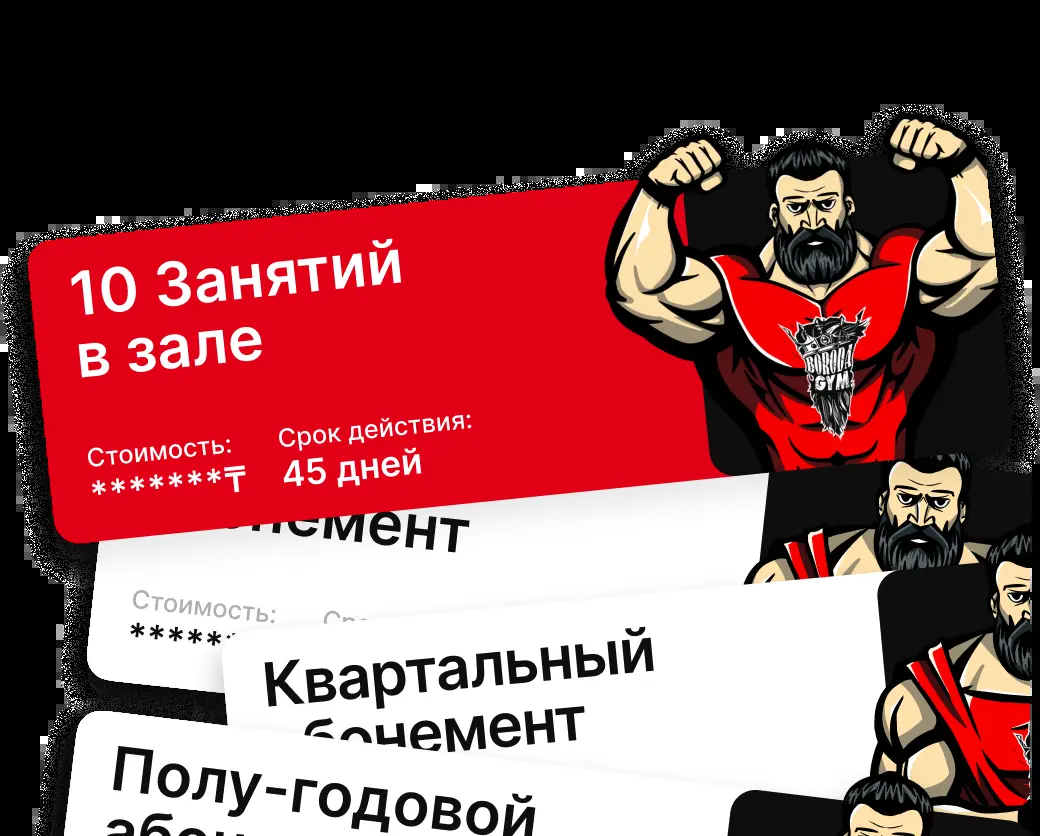 10 Занятий
в зале
Стоимость:
Срок действия:
*******₸
45 дней
BORODA
GYM
Стоимость:
Квартальный
Полу-годовой